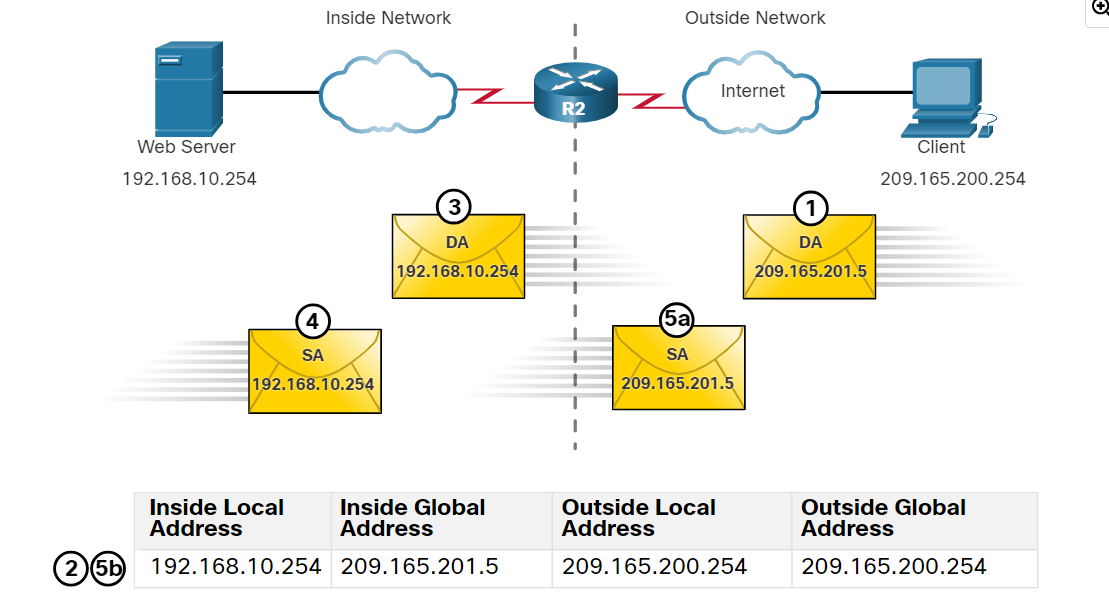 Inside Network
Outside Network
R2
Internet
Web Server
192.168.10.254
Client
209.165.200.254
3
DA
192.168.10.254
1
DA
209.165.201.5
4
SA
192.168.10.254
5a
SA
209.165.201.5
Inside Local Address
Inside Global Address
Outside Local Address
Outside Global Address
2 5b 192.168.10.254 209.165.201.5 209.165.200.254 209.165.200.254